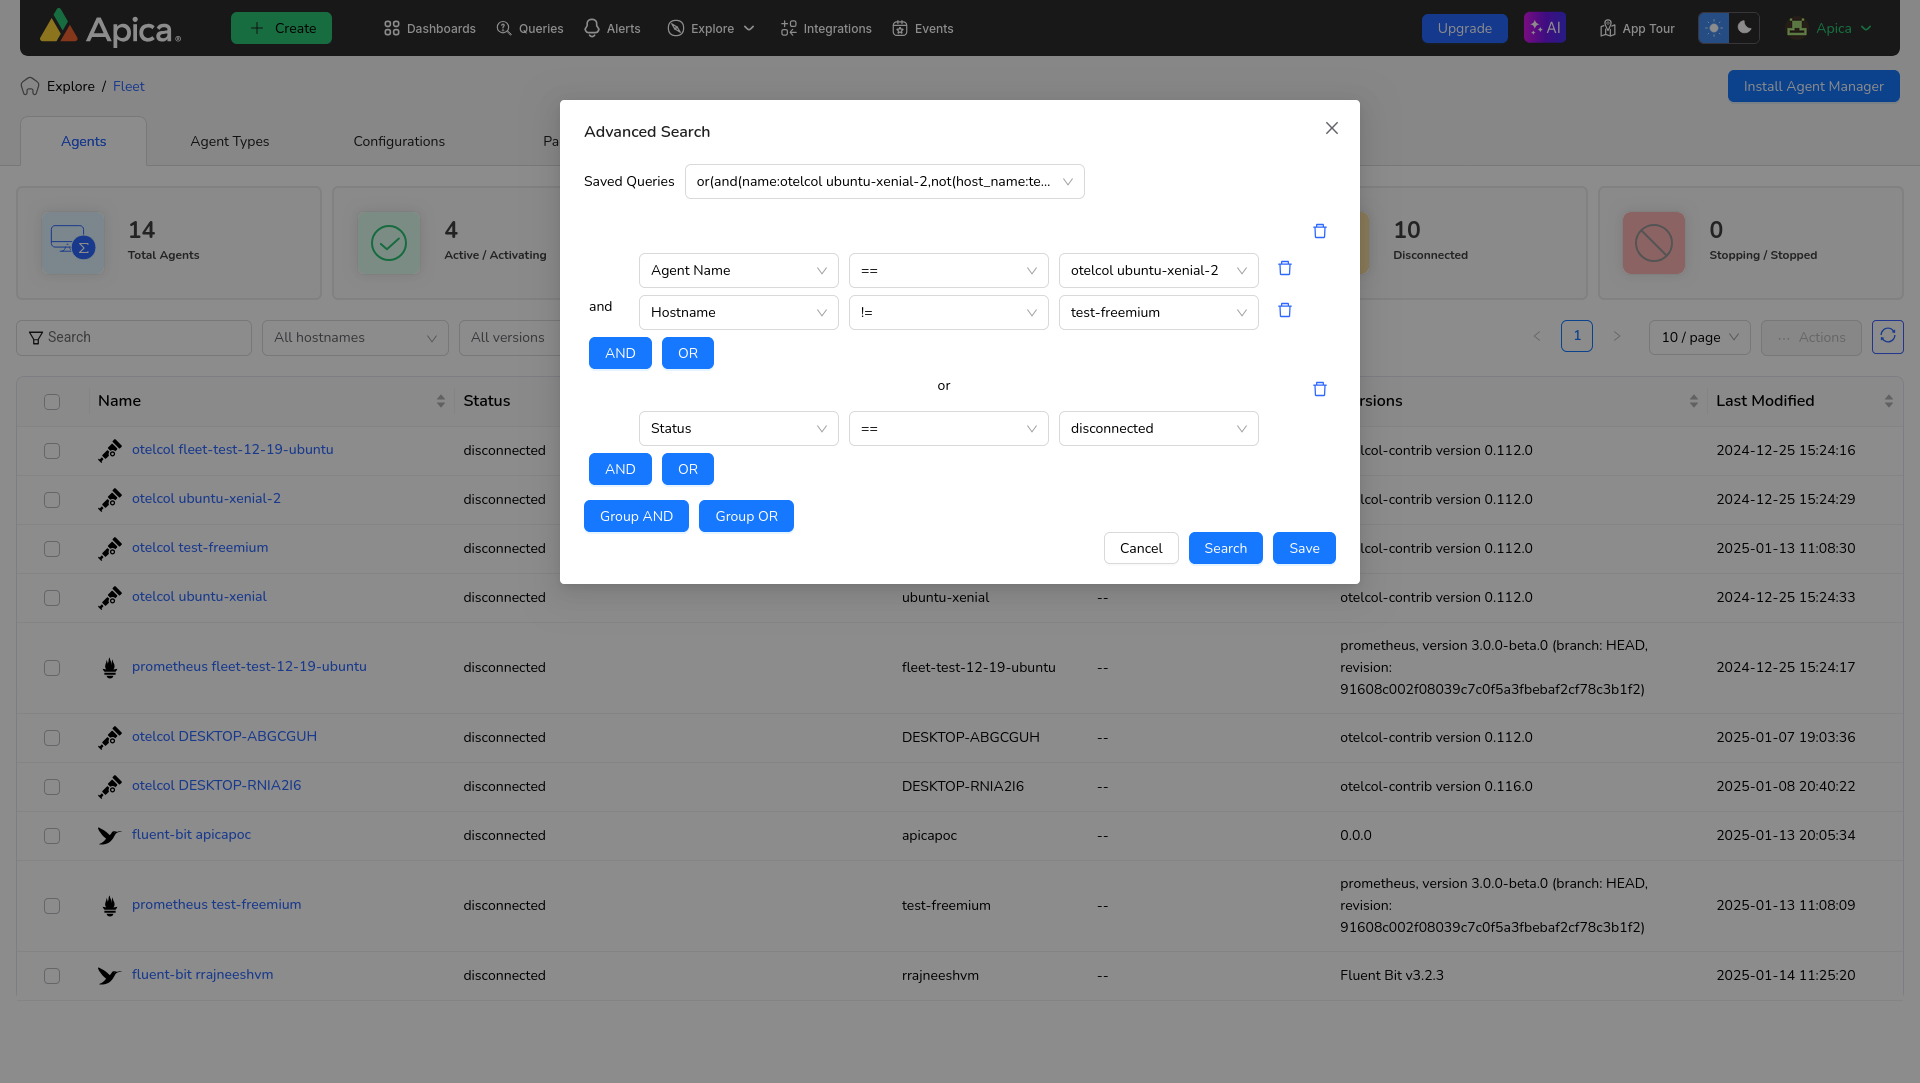 Apica
Create
Dashboards
Queries
Alerts
Explore
Integrations
Events
Upgrade
AI
App Tour
Apica
Explore / Fleet
Install Agent Manager
Agents
Agent Types
Configurations
Pa
14
Total Agents
4
Active / Activating
10
Disconnected
0
Stopping / Stopped
Search
All hostnames
All versions
1
10 / page
··· Actions
Advanced Search
Saved Queries or(and(name:otelcol ubuntu-xenial-2,not(host_name:te...
Agent Name == otelcol ubuntu-xenial-2
and
Hostname != test-freemium
AND OR
or
Status == disconnected
AND OR
Group AND Group OR
Cancel Search Save
Name Status rsions Last Modified
otelcol fleet-test-12-19-ubuntu disconnected lcol-contrib version 0.112.0 2024-12-25 15:24:16
otelcol ubuntu-xenial-2 disconnected lcol-contrib version 0.112.0 2024-12-25 15:24:29
otelcol test-freemium disconnected lcol-contrib version 0.112.0 2025-01-13 11:08:30
otelcol ubuntu-xenial disconnected ubuntu-xenial -- otelcol-contrib version 0.112.0 2024-12-25 15:24:33
prometheus fleet-test-12-19-ubuntu disconnected fleet-test-12-19-ubuntu -- prometheus, version 3.0.0-beta.0 (branch: HEAD,
revision:
91608c002f08039c7c0f5a3fbebaf2cf78c3b1f2) 2024-12-25 15:24:17
otelcol DESKTOP-ABGCGUH disconnected DESKTOP-ABGCGUH -- otelcol-contrib version 0.112.0 2025-01-07 19:03:36
otelcol DESKTOP-RNIA2I6 disconnected DESKTOP-RNIA2I6 -- otelcol-contrib version 0.116.0 2025-01-08 20:40:22
fluent-bit apicapoc disconnected apicapoc -- 0.0.0 2025-01-13 20:05:34
prometheus test-freemium disconnected test-freemium -- prometheus, version 3.0.0-beta.0 (branch: HEAD,
revision:
91608c002f08039c7c0f5a3fbebaf2cf78c3b1f2) 2025-01-13 11:08:09
fluent-bit rrajneeshvm disconnected rrajneeshvm -- Fluent Bit v3.2.3 2025-01-14 11:25:20